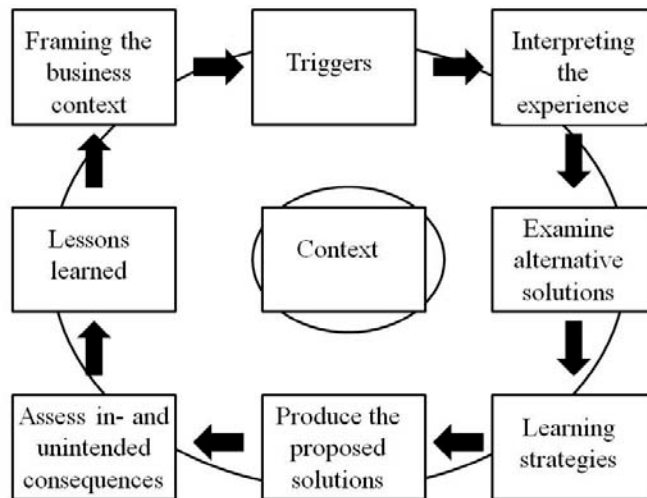 Framing the
business
context
Triggers
Interpreting
the
experience
Lessons
learned
Context
Examine
alternative
solutions
Assess in- and
unintended
consequences
Produce the
proposed
solutions
Learning
strategies